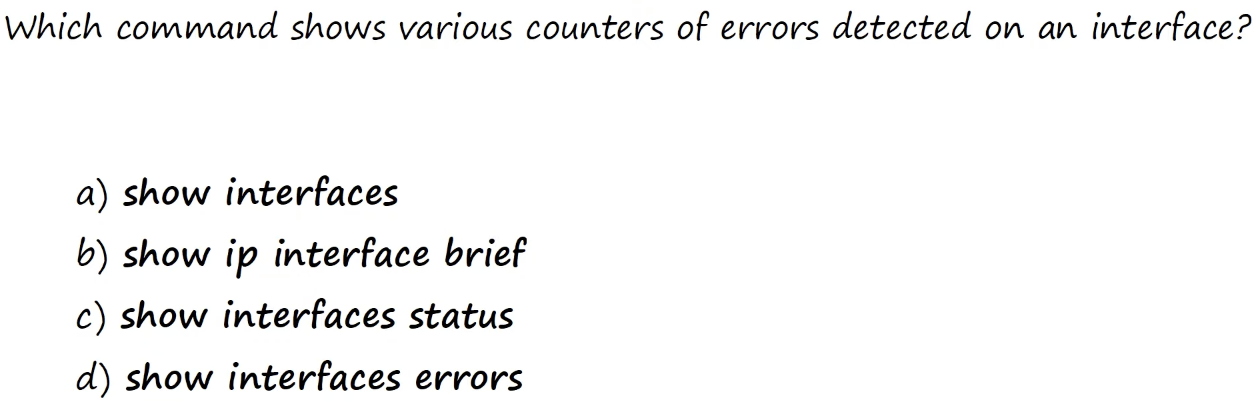 Which command shows various counters of errors detected on an interface?
a) show interfaces
b) show ip interface brief
c) show interfaces status
d) show interfaces errors